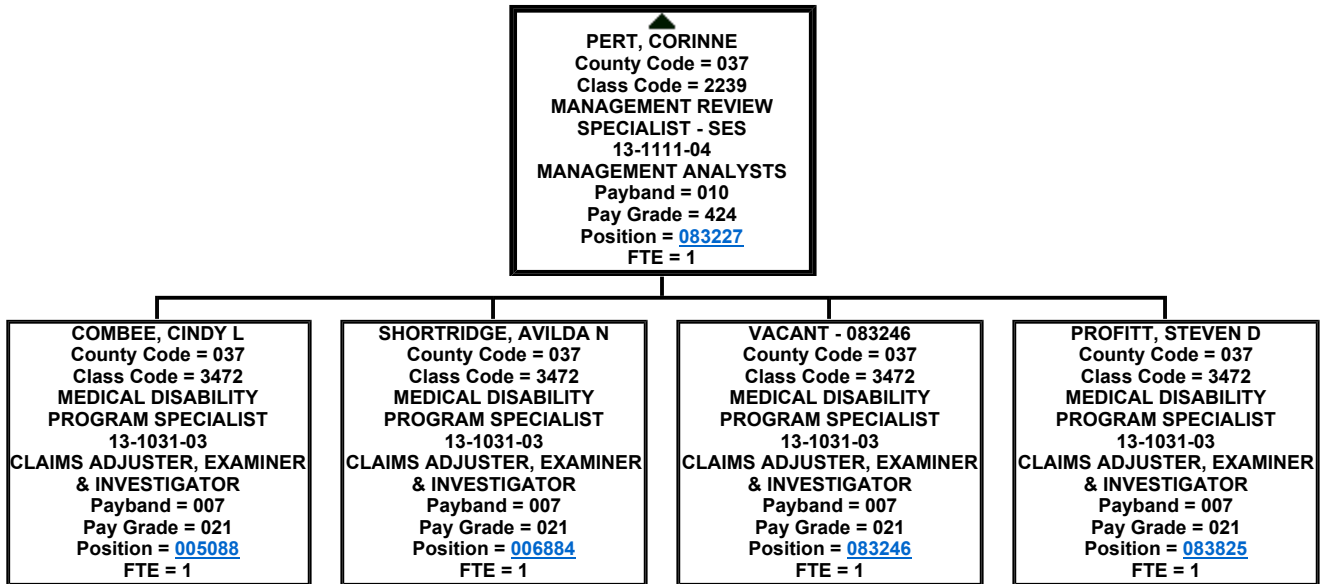 PERT, CORINNE
County Code = 037
Class Code = 2239
MANAGEMENT REVIEW
SPECIALIST - SES
13-1111-04
MANAGEMENT ANALYSTS
Payband = 010
Pay Grade = 424
Position = 083227
FTE = 1
COMBEE, CINDY L
County Code = 037
Class Code = 3472
MEDICAL DISABILITY
PROGRAM SPECIALIST
13-1031-03
CLAIMS ADJUSTER, EXAMINER
& INVESTIGATOR
Payband = 007
Pay Grade = 021
Position = 005088
FTE = 1
SHORTRIDGE, AVILDA N
County Code = 037
Class Code = 3472
MEDICAL DISABILITY
PROGRAM SPECIALIST
13-1031-03
CLAIMS ADJUSTER, EXAMINER
& INVESTIGATOR
Payband = 007
Pay Grade = 021
Position = 006884
FTE = 1
VACANT - 083246
County Code = 037
Class Code = 3472
MEDICAL DISABILITY
PROGRAM SPECIALIST
13-1031-03
CLAIMS ADJUSTER, EXAMINER
& INVESTIGATOR
Payband = 007
Pay Grade = 021
Position = 083246
FTE = 1
PROFITT, STEVEN D
County Code = 037
Class Code = 3472
MEDICAL DISABILITY
PROGRAM SPECIALIST
13-1031-03
CLAIMS ADJUSTER, EXAMINER
& INVESTIGATOR
Payband = 007
Pay Grade = 021
Position = 083825
FTE = 1